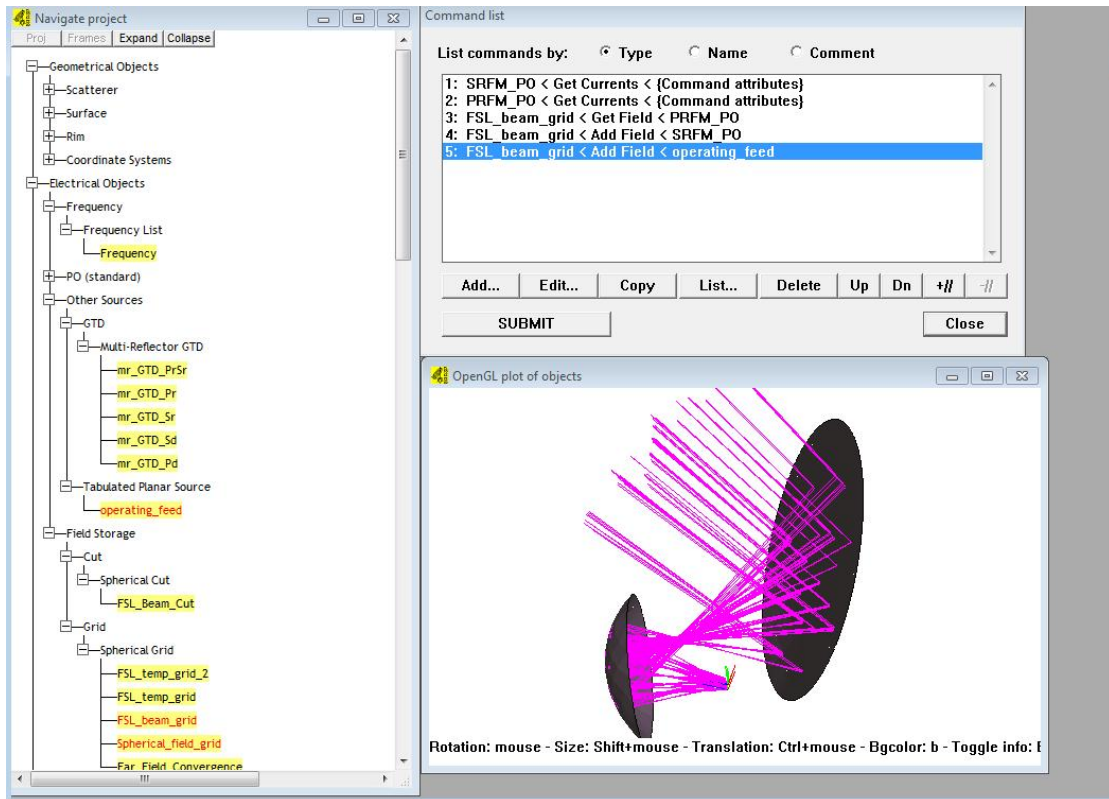 Navigate project
Proj Frames Expand Collapse
Geometrical Objects
Scatterer
Surface
Rim
Coordinate Systems
Electrical Objects
Frequency
Frequency List
Frequency
PO (standard)
Other Sources
GTD
Multi-Reflector GTD
mr_GTD_PrSr
mr_GTD_Pr
mr_GTD_Sr
mr_GTD_Sd
mr_GTD_Pd
Tabulated Planar Source
operating_feed
Field Storage
Cut
Spherical Cut
FSL_Beam_Cut
Grid
Spherical Grid
FSL_temp_grid_2
FSL_temp_grid
FSL_beam_grid
Spherical_field_grid
Far_Field_Convergence
Command list
List commands by: Type Name Comment
1: SRFM_PO < Get Currents < {Command attributes}
2: PRFM_PO < Get Currents < {Command attributes}
3: FSL_beam_grid < Get Field < PRFM_PO
4: FSL_beam_grid < Add Field < SRFM_PO
5: FSL_beam_grid < Add Field < operating_feed
Add... Edit... Copy List... Delete Up Dn +// -//
SUBMIT Close
OpenGL plot of objects
Rotation: mouse - Size: Shift+mouse - Translation: Ctrl+mouse - Bgcolor: b - Toggle info: